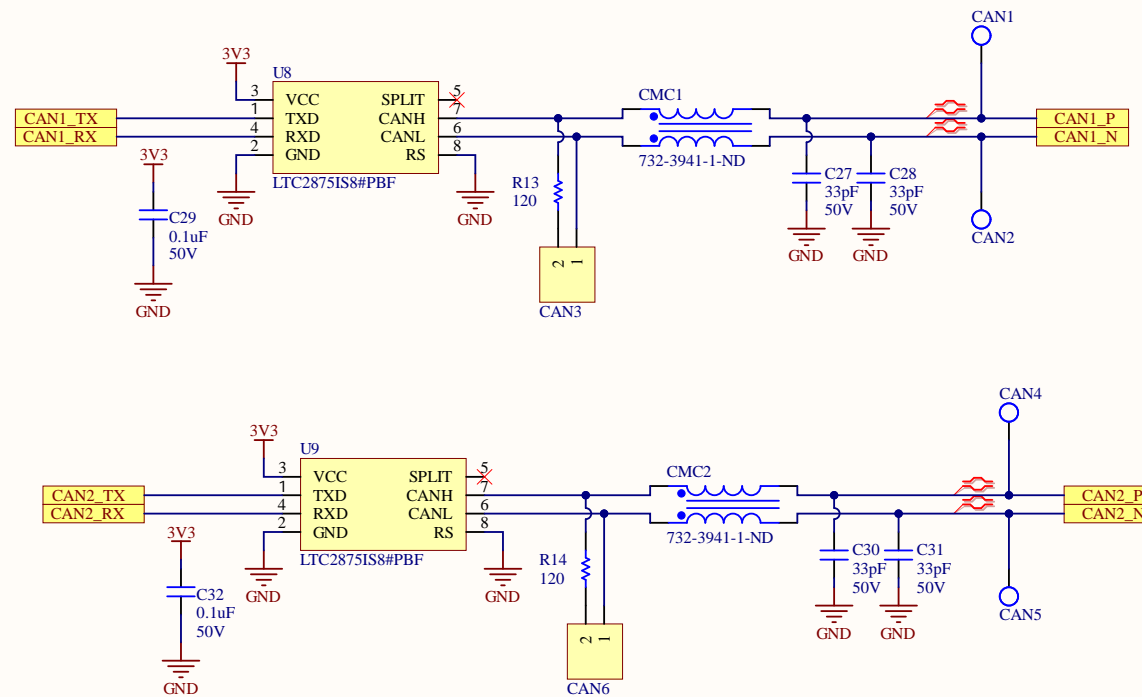 CAN1
3V3
U8
CMC1
3 VCC SPLIT 5
CAN1_TX 1 TXD CANH 7 CAN1_P
CAN1_RX 4 RXD CANL 6 CAN1_N
2 GND RS 8
3V3
LTC2875IS8#PBF
732-3941-1-ND
R13
120
C27
33pF
50V
C28
33pF
50V
GND
GND
C29
0.1uF
50V
CAN2
GND
GND
2 1
GND
CAN3
CAN4
3V3
U9
CMC2
3 VCC SPLIT 5
CAN2_TX 1 TXD CANH 7 CAN2_P
CAN2_RX 4 RXD CANL 6 CAN2_N
2 GND RS 8
3V3
LTC2875IS8#PBF
732-3941-1-ND
R14
120
C30
33pF
50V
C31
33pF
50V
GND
GND
C32
0.1uF
50V
CAN5
GND
GND
2 1
GND
CAN6